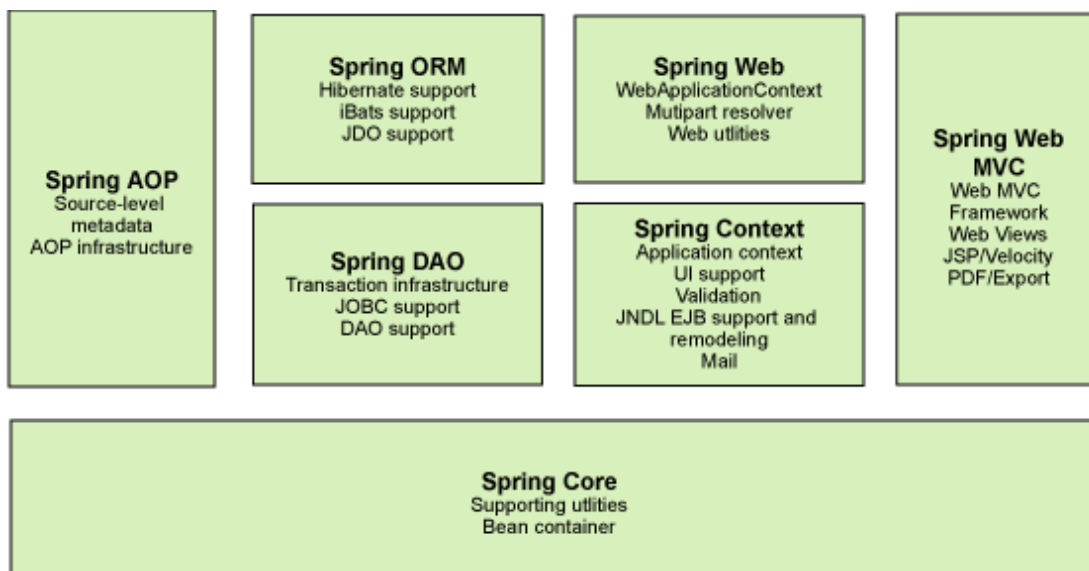 Spring AOP
Source-level
metadata
AOP infrastructure
Spring ORM
Hibernate support
iBats support
JDO support
Spring Web
WebApplicationContext
Mutipart resolver
Web utlities
Spring Web
MVC
Web MVC
Framework
Web Views
JSP/Velocity
PDF/Export
Spring DAO
Transaction infrastructure
JOBC support
DAO support
Spring Context
Application context
UI support
Validation
JNDL EJB support and
remodeling
Mail
Spring Core
Supporting utlities
Bean container